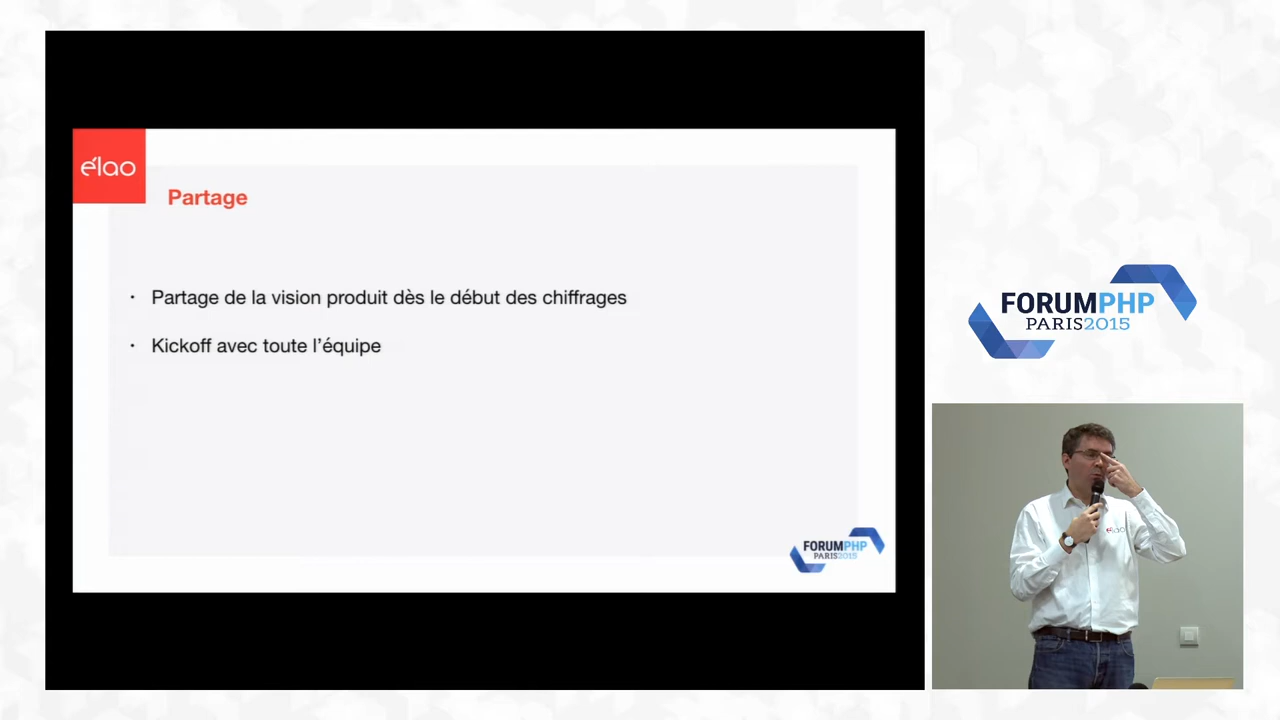 élao
Partage
· Partage de la vision produit dès le début des chiffrages
· Kickoff avec toute l’équipe
FORUMPHP
PARIS2015
FORUMPHP
PARIS2015
élao